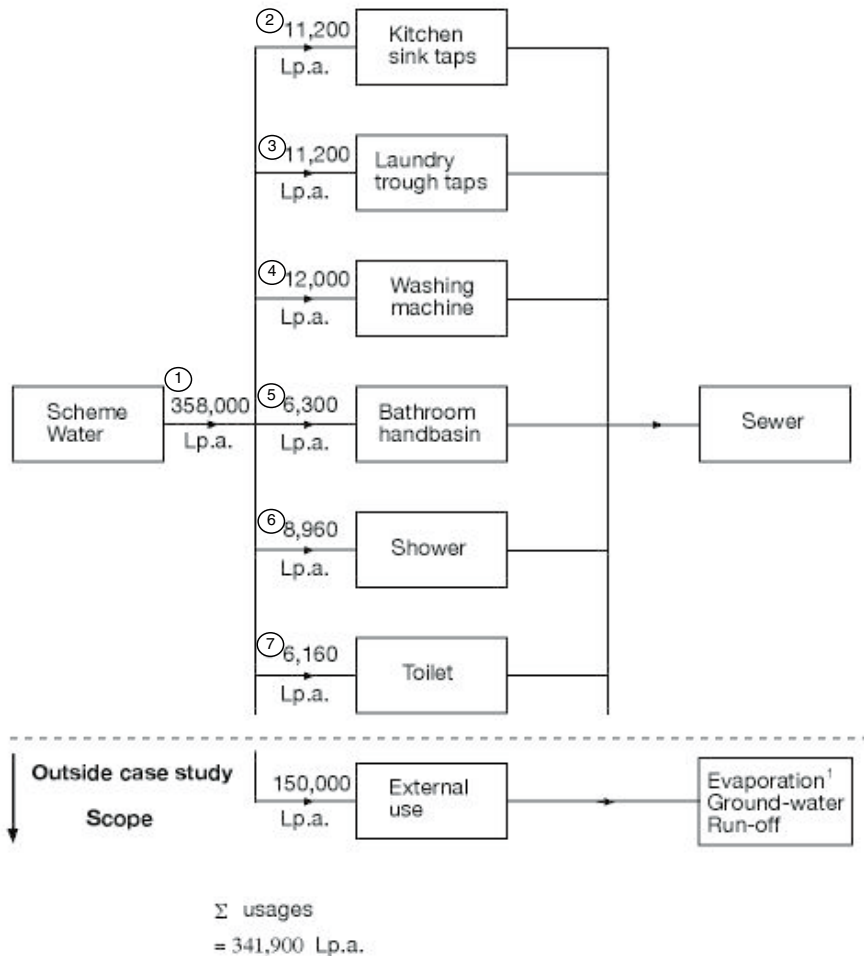 2
11,200
Lp.a.
Kitchen
sink taps
3
11,200
Lp.a.
Laundry
trough taps
4
12,000
Lp.a.
Washing
machine
Scheme
Water
1
358,000
Lp.a.
5
6,300
Lp.a.
Bathroom
handbasin
Sewer
6
8,960
Lp.a.
Shower
7
6,160
Lp.a.
Toilet
Outside case study
Scope
150,000
Lp.a.
External
use
Evaporation¹
Ground-water
Run-off
Σ usages
= 341,900 Lp.a.